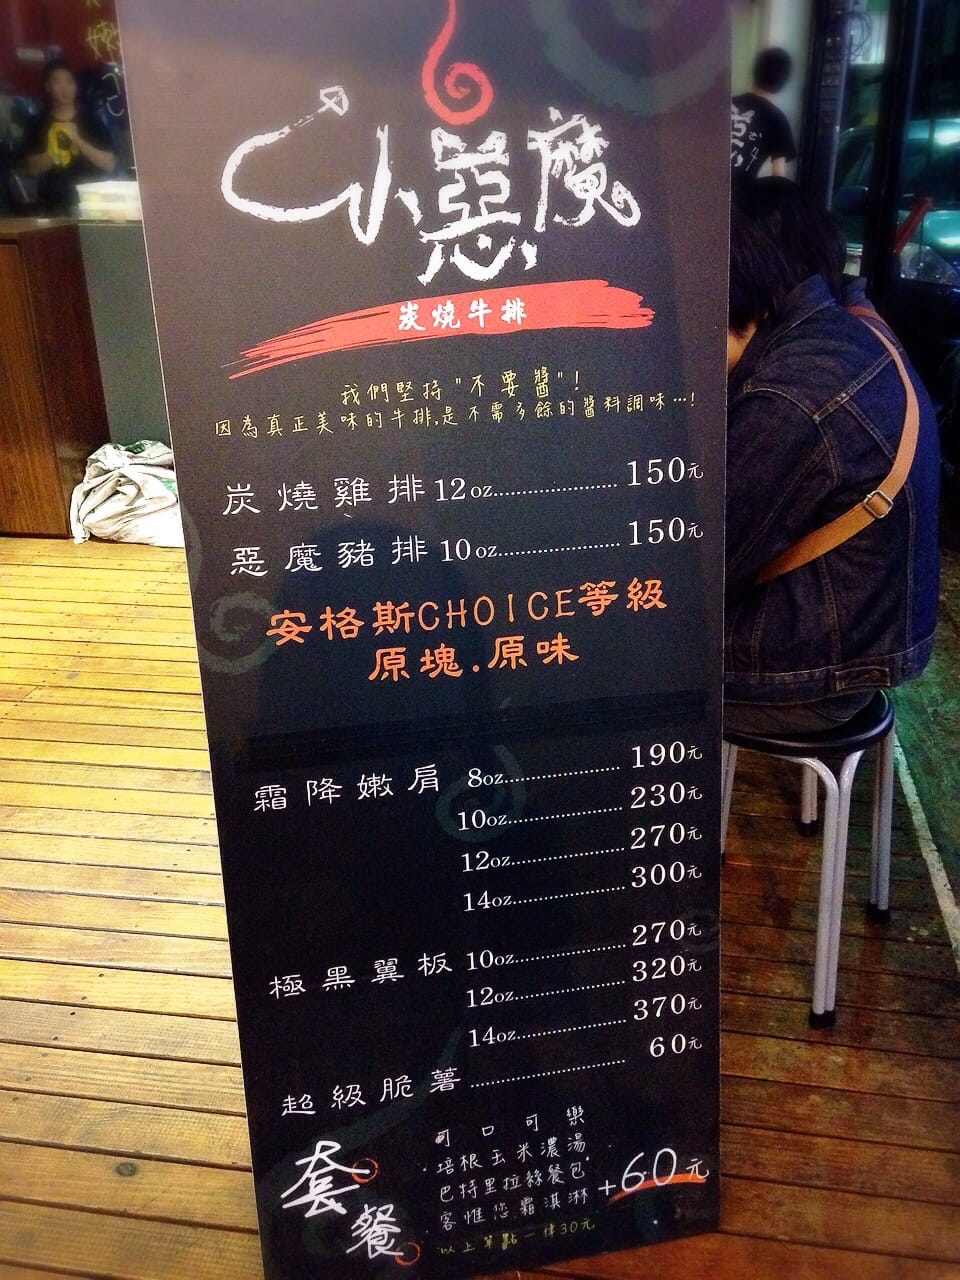 小惡魔
炭燒牛排
我們堅持"不要醬"!
因為真正美味的牛排,是不需多餘的醬料調味…!
炭燒雞排 12oz 150元
惡魔豬排 10oz 150元
安格斯CHOICE等級
原塊.原味
霜降嫩肩 8oz 190元
10oz 230元
12oz 270元
14oz 300元
極黑翼板 10oz 270元
12oz 320元
14oz 370元
超級脆薯 60元
套餐
可口可樂
培根玉米濃湯
巴特里拉絲餐包
客惟您霜淇淋
+60元
以上單點一律30元